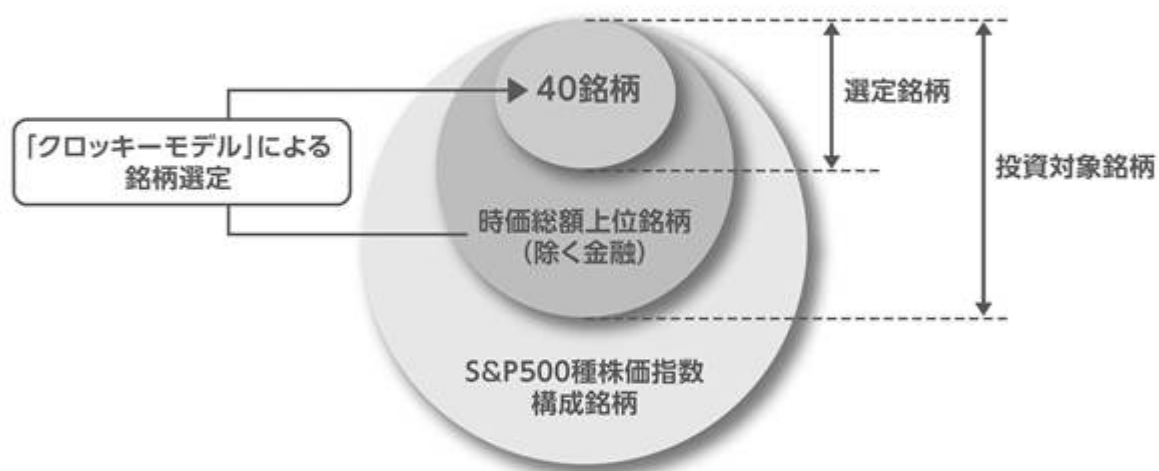 40銘柄
選定銘柄
「クロッキーモデル」による
銘柄選定
投資対象銘柄
時価総額上位銘柄
(除く金融)
S&P500種株価指数
構成銘柄